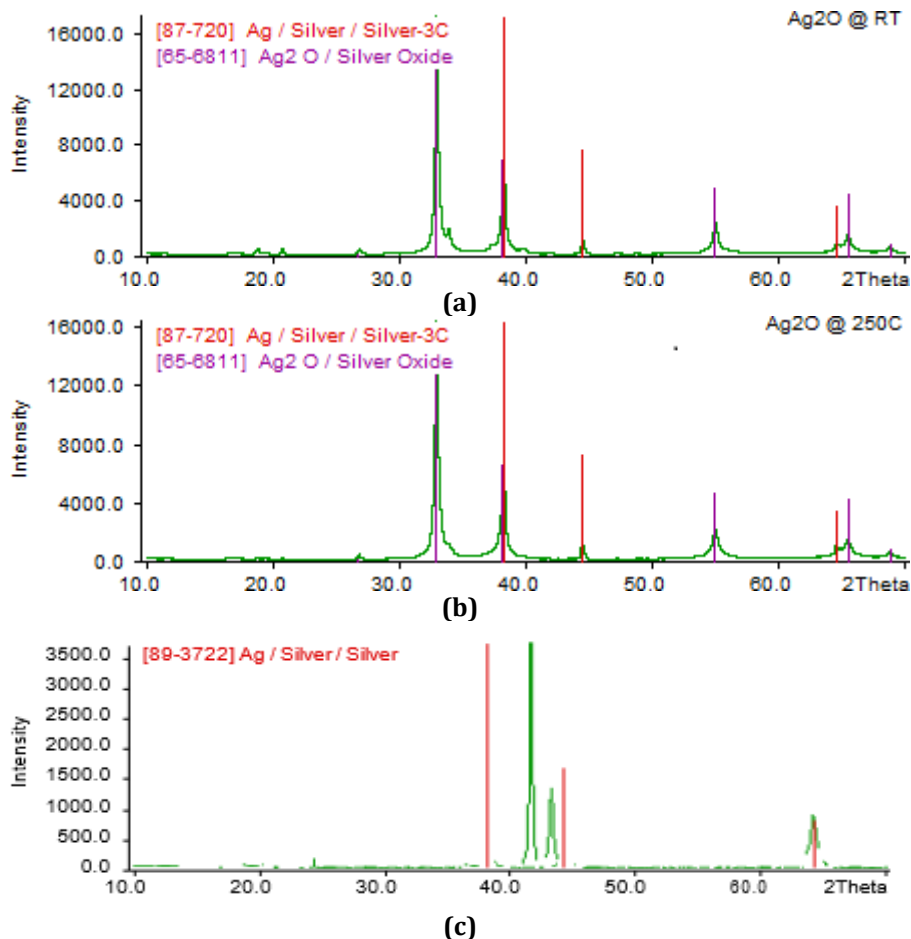 [87-720] Ag / Silver / Silver-3C
Ag2O @ RT
[65-6811] Ag2 O / Silver Oxide
Intensity
16000.0
12000.0
8000.0
4000.0
0.0
10.0 20.0 30.0 40.0 50.0 60.0 2Theta
(a)
[87-720] Ag / Silver / Silver-3C
Ag2O @ 250C
[65-6811] Ag2 O / Silver Oxide
Intensity
16000.0
12000.0
8000.0
4000.0
0.0
10.0 20.0 30.0 40.0 50.0 60.0 2Theta
(b)
[89-3722] Ag / Silver / Silver
Intensity
3500.0
3000.0
2500.0
2000.0
1500.0
1000.0
500.0
0.0
10.0 20.0 30.0 40.0 50.0 60.0 2Theta
(c)